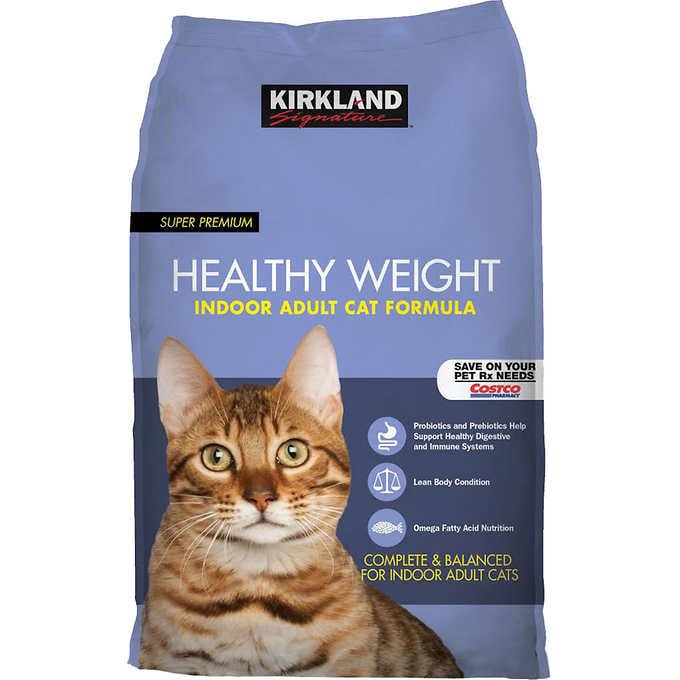 KIRKLAND
Signature
SUPER PREMIUM
HEALTHY WEIGHT
INDOOR ADULT CAT FORMULA
SAVE ON YOUR
PET Rx NEEDS
COSTCO
PHARMACY
Probiotics and Prebiotics Help
Support Healthy Digestive
and Immune Systems
Lean Body Condition
Omega Fatty Acid Nutrition
COMPLETE & BALANCED
FOR INDOOR ADULT CATS